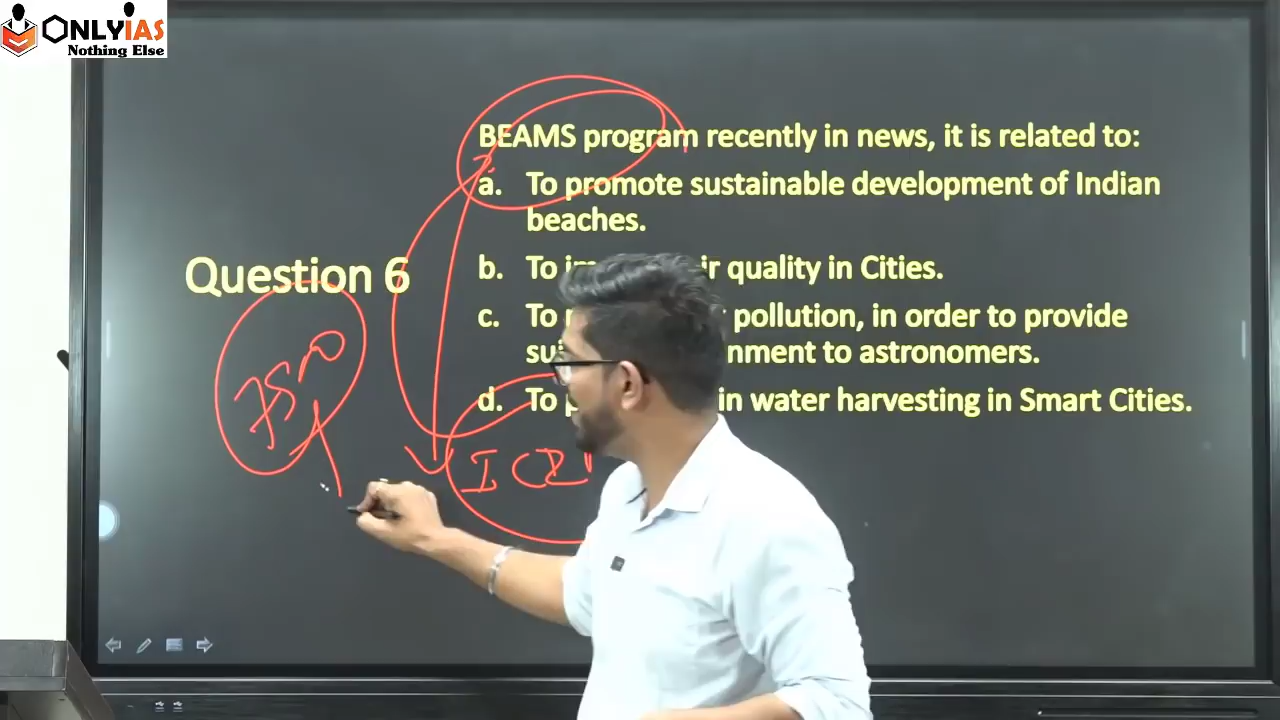 ONLYIAS
Nothing Else
BEAMS program recently in news, it is related to:
a. To promote sustainable development of Indian
beaches.
b. To air quality in Cities.
c. To pollution, in order to provide
to astronomers.
d. To in water harvesting in Smart Cities.
Question 6